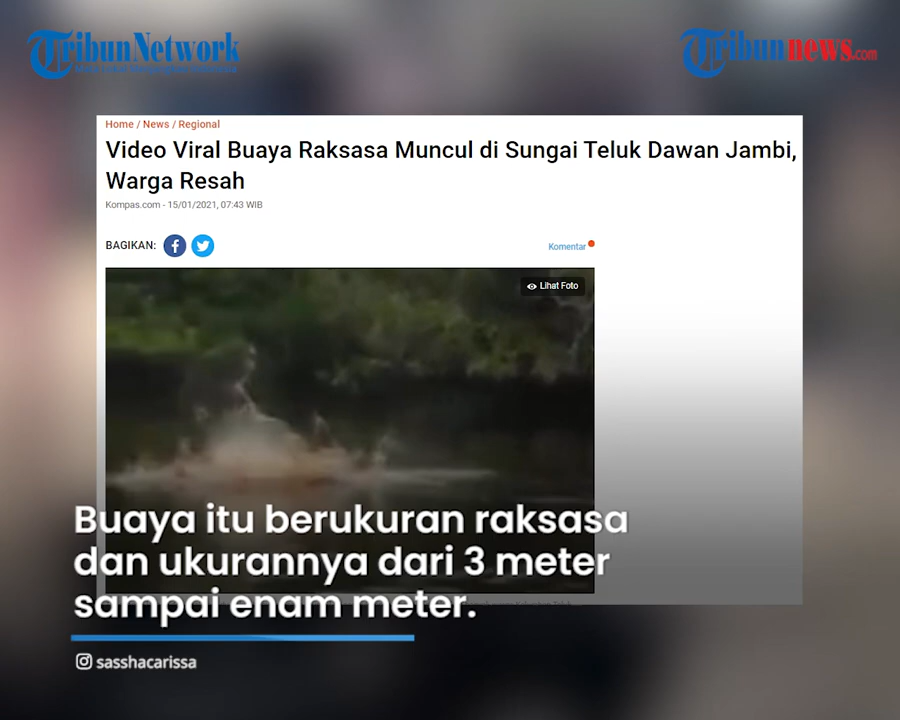 Tribun Network
Tribunnews.com
Home / News / Regional
Video Viral Buaya Raksasa Muncul di Sungai Teluk Dawan Jambi,
Warga Resah
Kompas.com - 15/01/2021, 07:43 WIB
BAGIKAN:
Komentar
Lihat Foto
Buaya itu berukuran raksasa
dan ukurannya dari 3 meter
sampai enam meter.
sasshacarissa